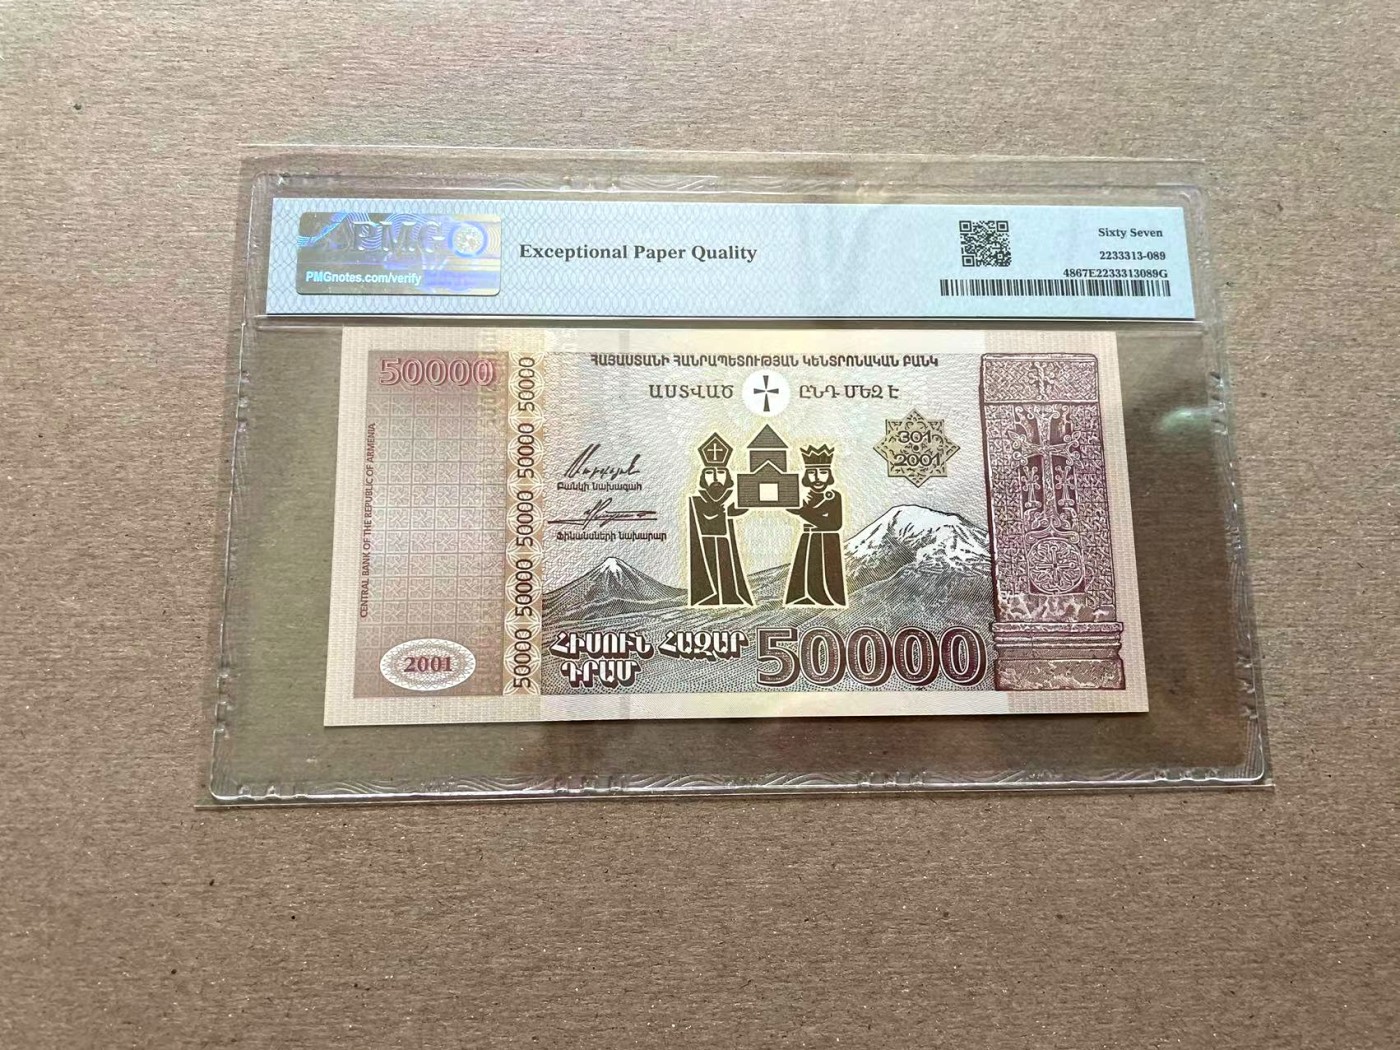 PMG
PMGnotes.com/verify
Exceptional Paper Quality
Sixty Seven
2233313-089
4867E2233313089G
50000
CENTRAL BANK OF THE REPUBLIC OF ARMENIA
2001
50000 50000 50000 50000 50000
ՀԱՅԱՍՏԱՆԻ ՀԱՆՐԱՊԵՏՈՒԹՅԱՆ ԿԵՆՏՐՈՆԱԿԱՆ ԲԱՆԿ
ԱՍՏՎԱԾ ԸՆԴ ՄԵԶ Է
301
2001
Բանկի նախագահ
Ֆինանսների նախարար
ՀԻՍՈՒՆ ՀԱԶԱՐ 50000
ԴՐԱՄ